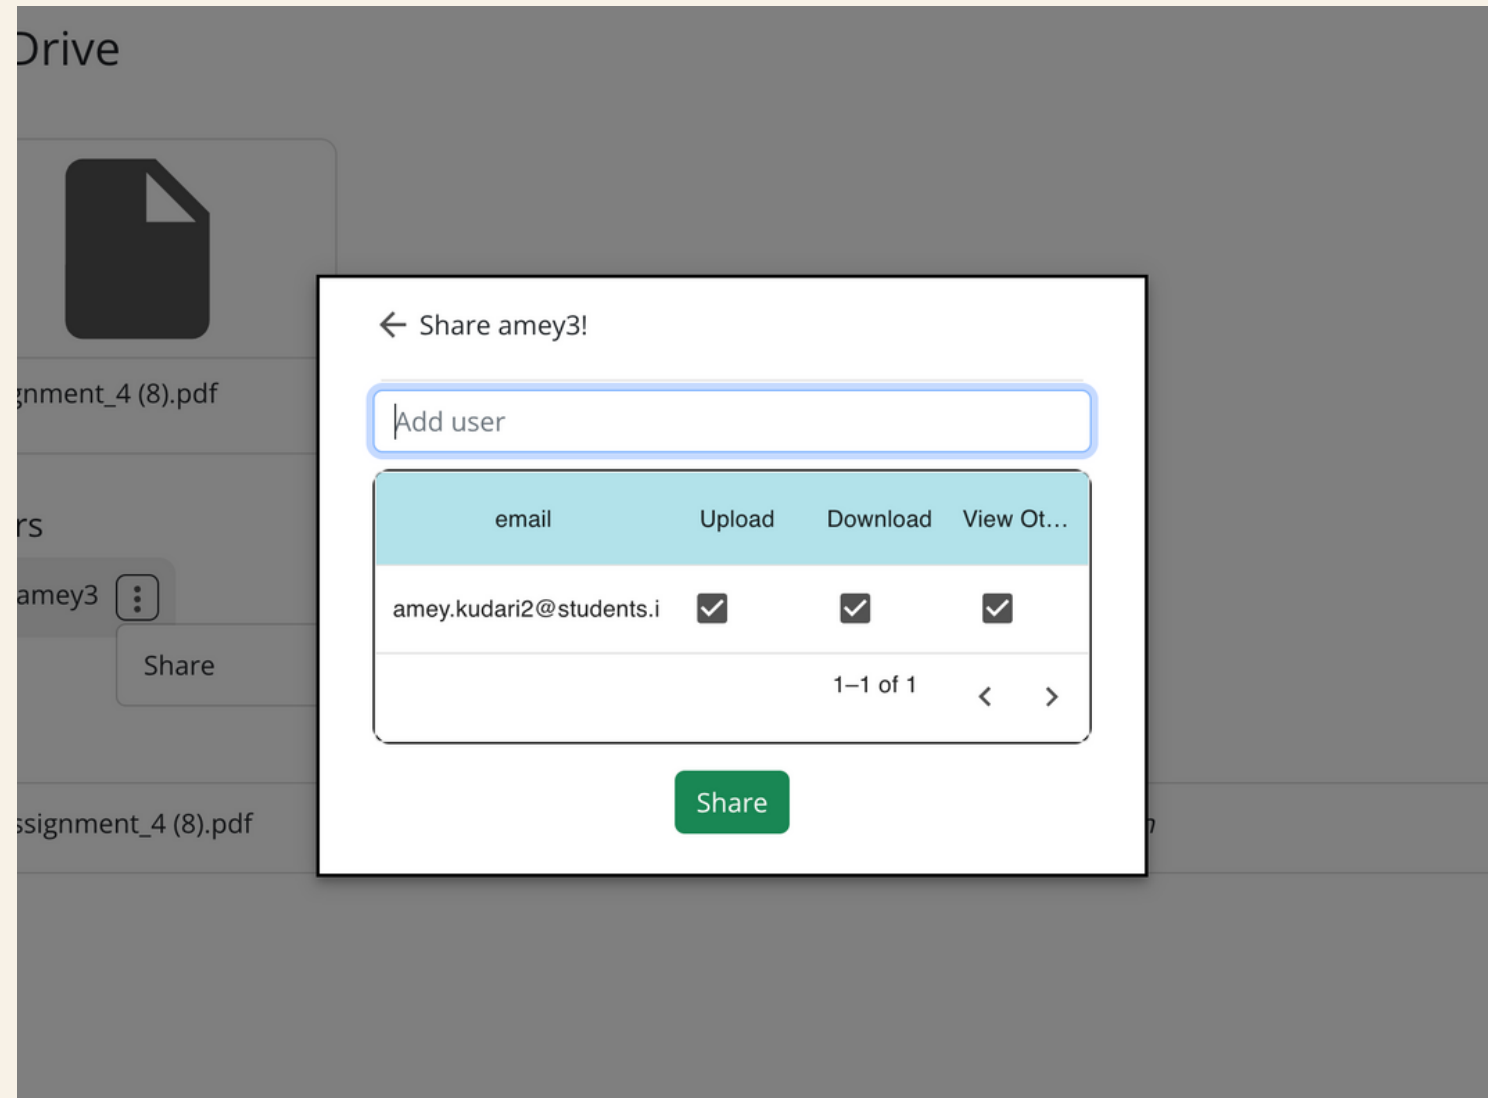 Drive
gnment_4 (8).pdf
rs
amey3
Share
ssignment_4 (8).pdf
Share amey3!
Add user
email Upload Download View Ot...
amey.kudari2@students.i
1–1 of 1
Share